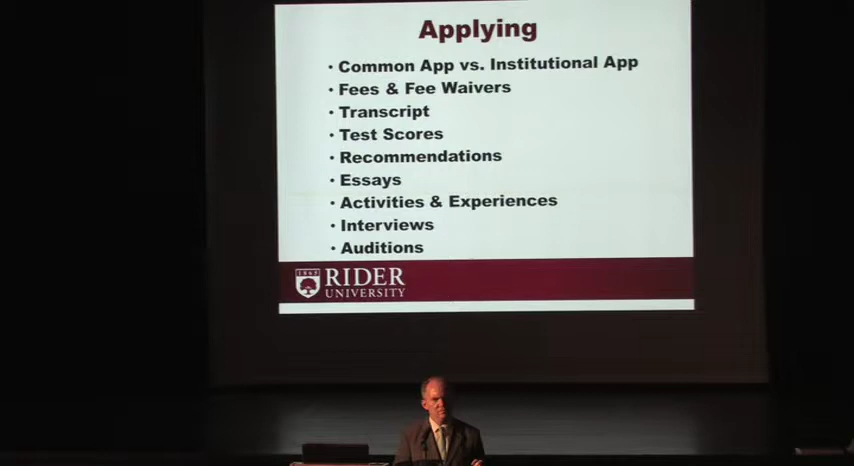 Applying
• Common App vs. Institutional App
• Fees & Fee Waivers
• Transcript
• Test Scores
• Recommendations
• Essays
• Activities & Experiences
• Interviews
• Auditions
1865
RIDER
UNIVERSITY